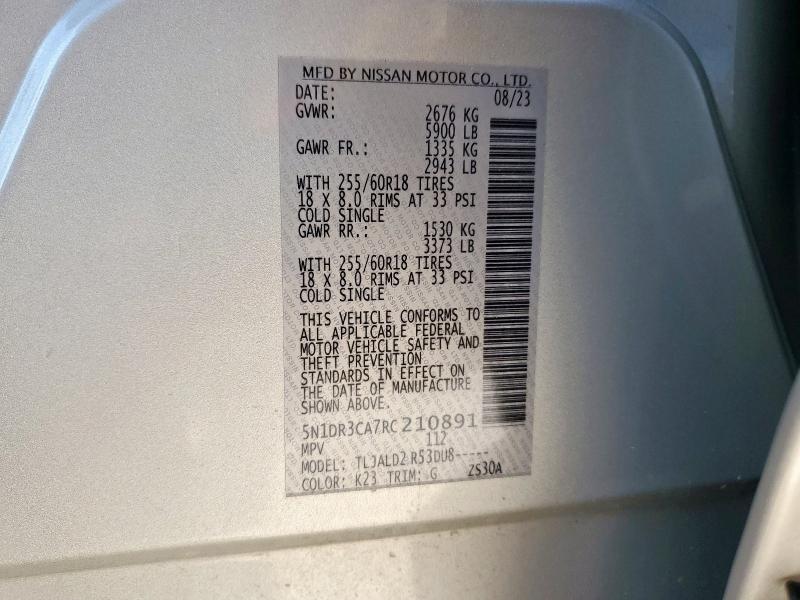 MFD BY NISSAN MOTOR CO., LTD.
DATE: 08/23
GVWR: 2676 KG
5900 LB
GAWR FR.: 1335 KG
2943 LB
WITH 255/60R18 TIRES
18 X 8.0 RIMS AT 33 PSI
COLD SINGLE
GAWR RR.: 1530 KG
3373 LB
WITH 255/60R18 TIRES
18 X 8.0 RIMS AT 33 PSI
COLD SINGLE
THIS VEHICLE CONFORMS TO
ALL APPLICABLE FEDERAL
MOTOR VEHICLE SAFETY AND
THEFT PREVENTION
STANDARDS IN EFFECT ON
THE DATE OF MANUFACTURE
SHOWN ABOVE.
5N1DR3CA7RC210891
MPV 112
MODEL: TLJALD2 R53DU8-----
COLOR: K23 TRIM: G ZS30A